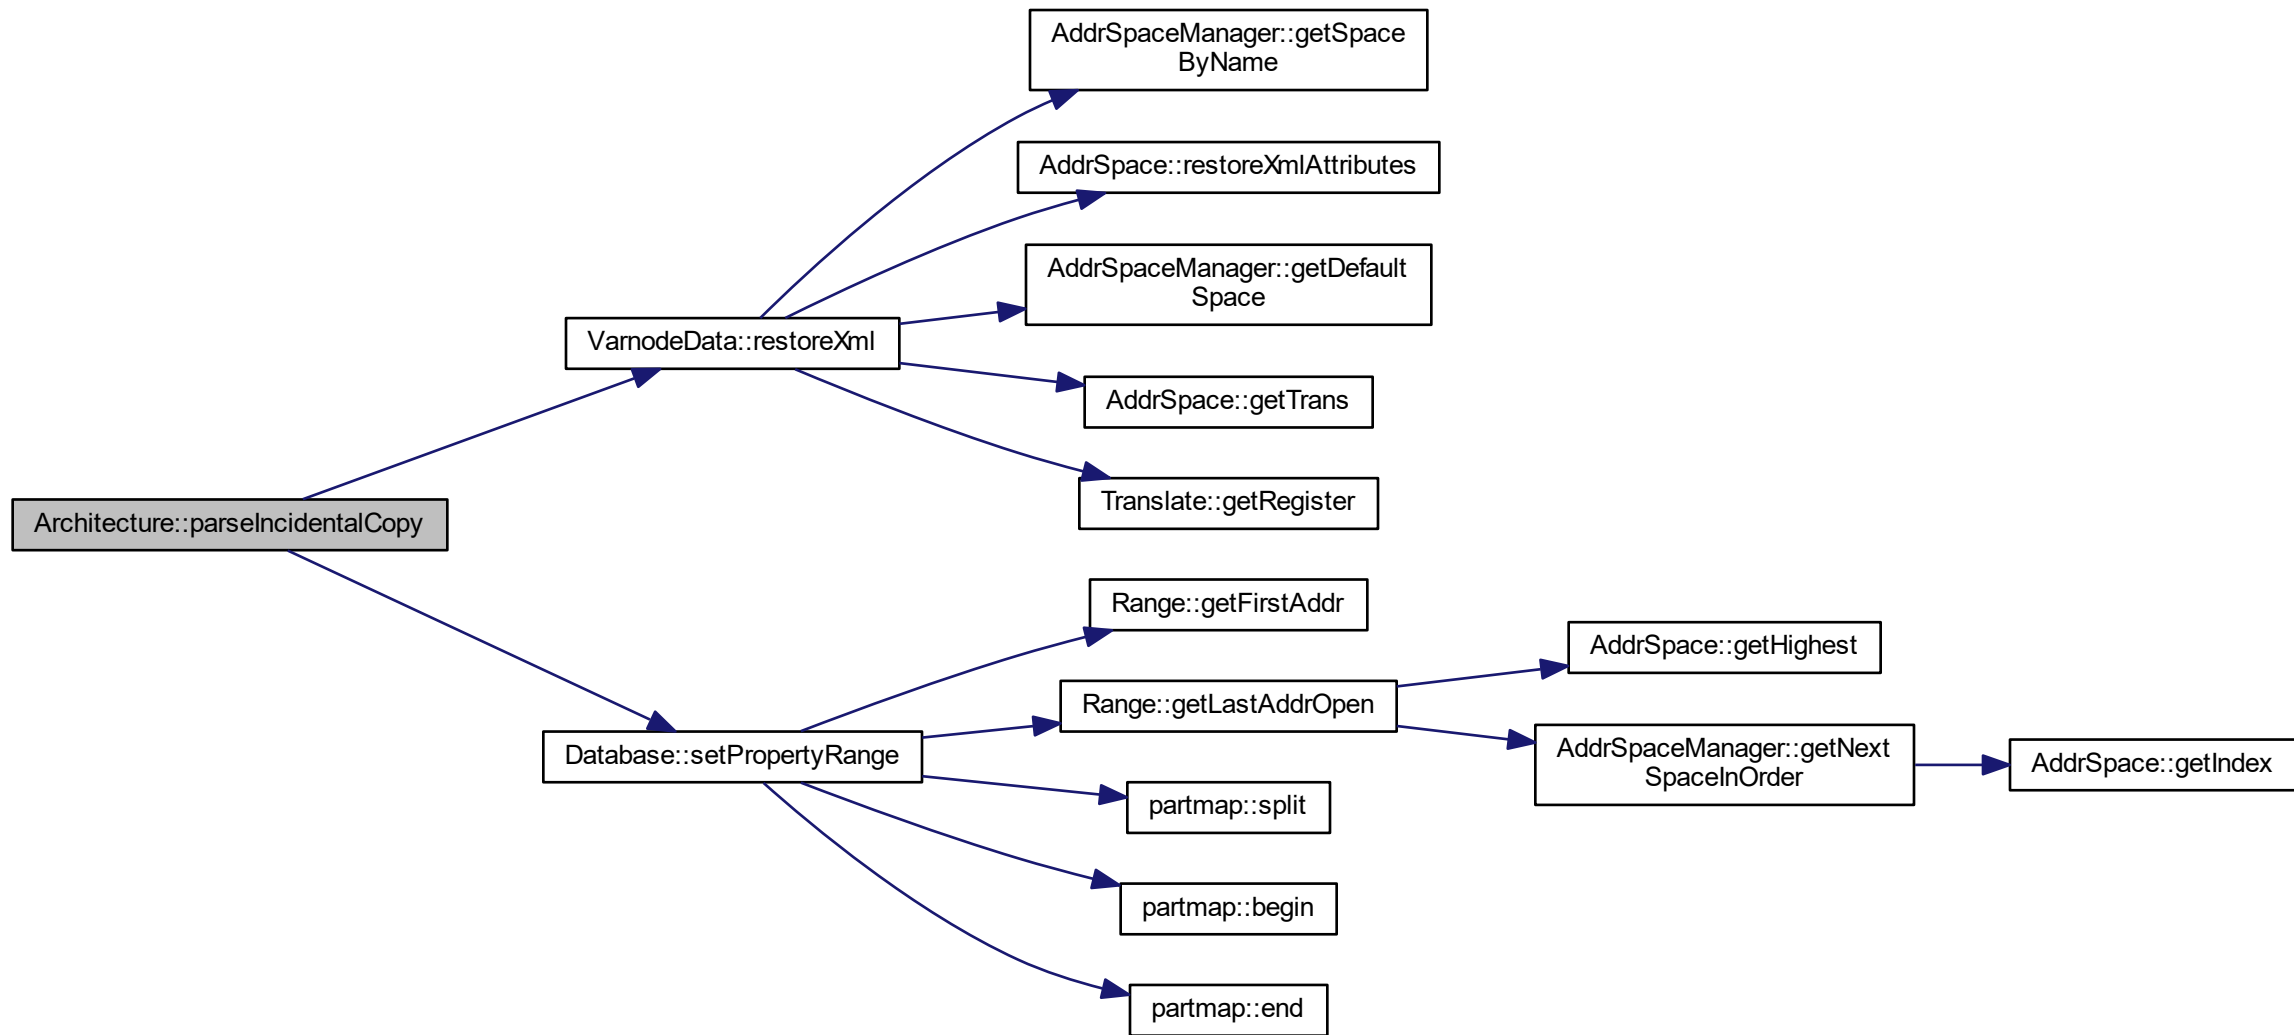 AddrSpaceManager::getSpace
ByName
AddrSpace::restoreXmlAttributes
AddrSpaceManager::getDefault
Space
VarnodeData::restoreXml
AddrSpace::getTrans
Translate::getRegister
Architecture::parseIncidentalCopy
Range::getFirstAddr
AddrSpace::getHighest
Range::getLastAddrOpen
Database::setPropertyRange
AddrSpaceManager::getNext
SpaceInOrder
AddrSpace::getIndex
partmap::split
partmap::begin
partmap::end